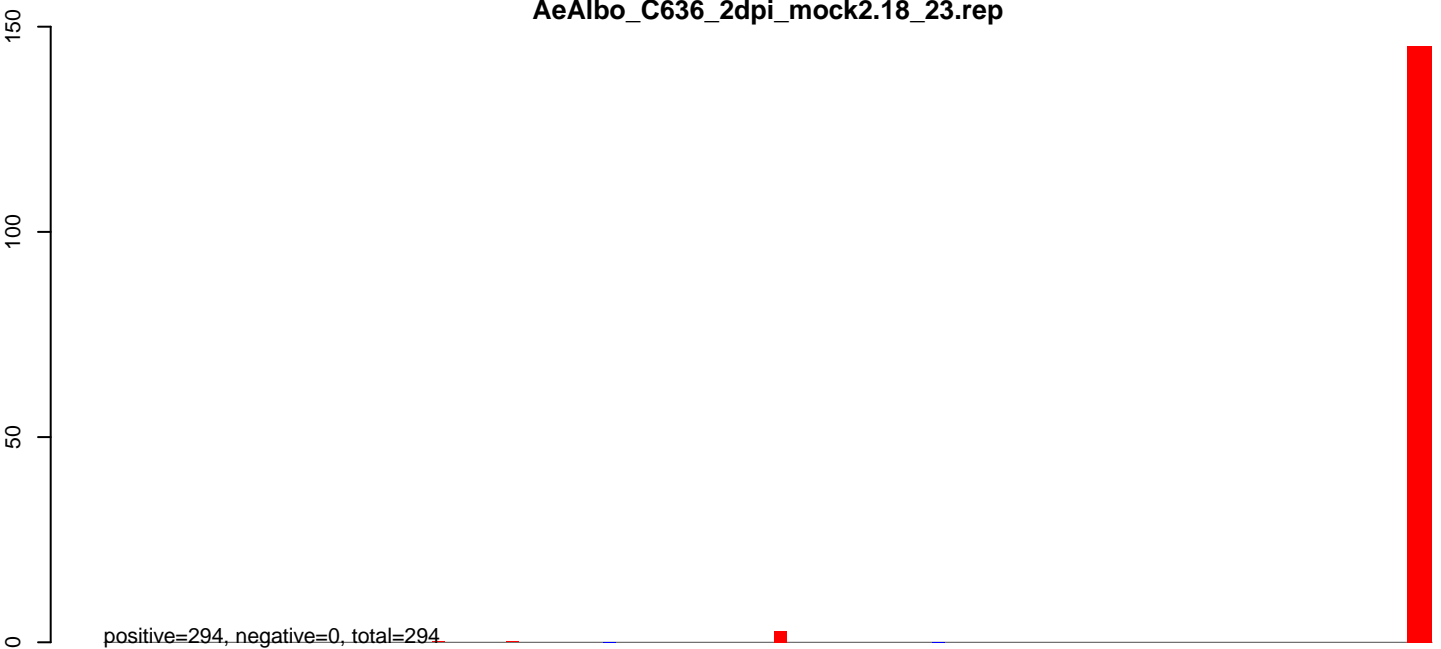 AeAlbo_C636_2dpi_mock2.18_23.rep
150
100
50
0
positive=294, negative=0, total=294